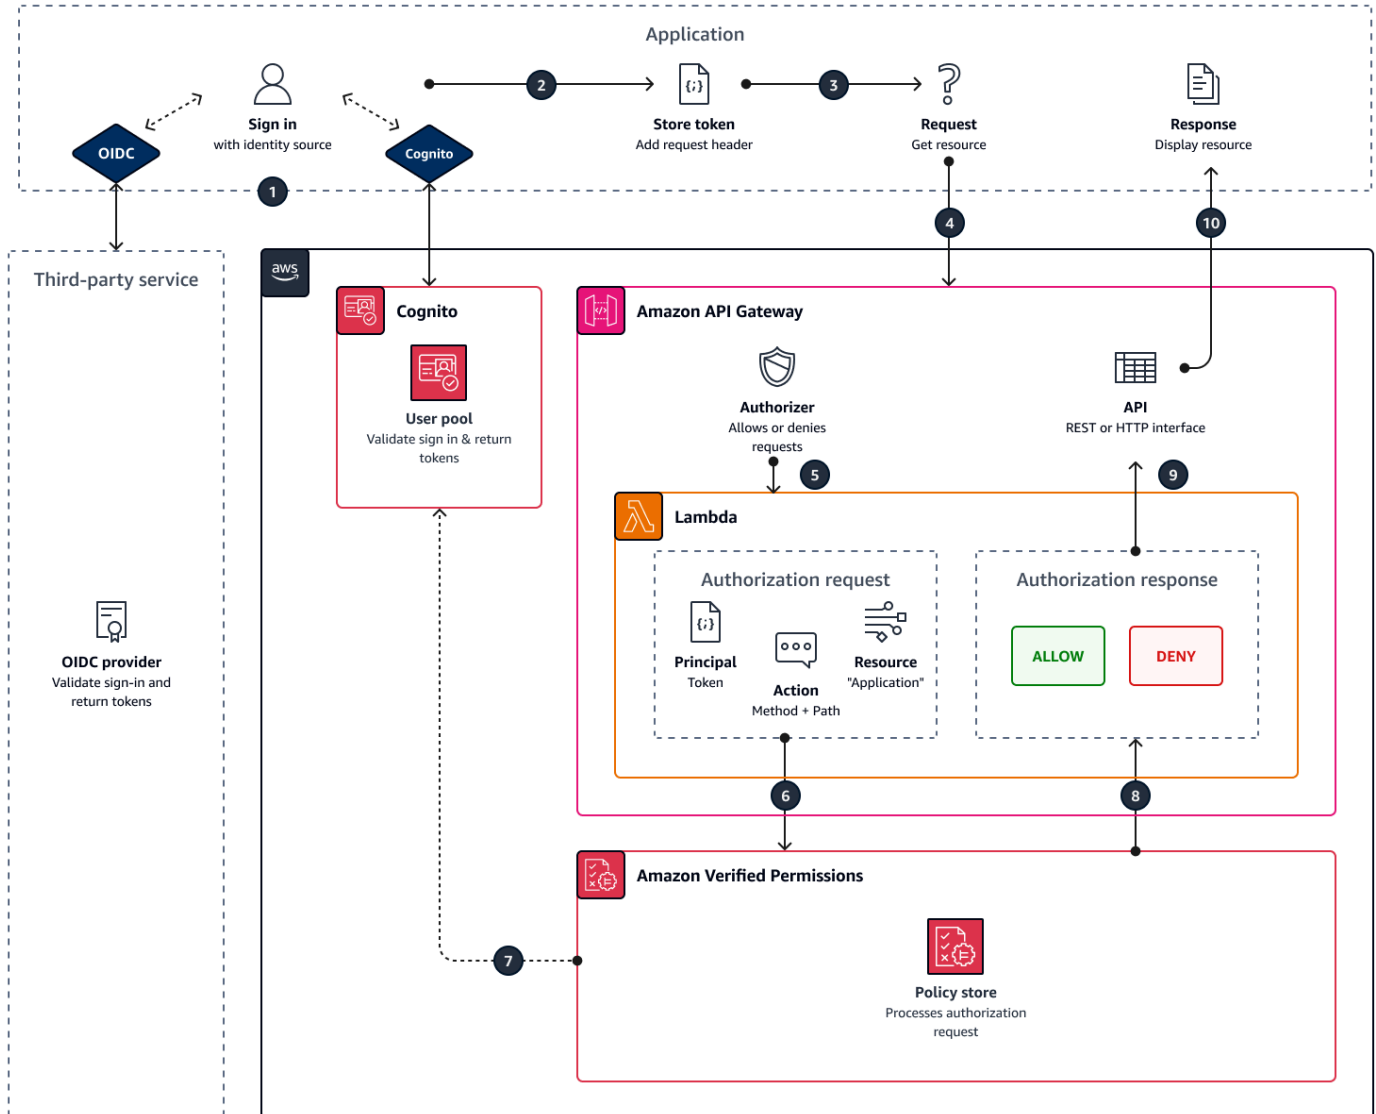 Application
2
3
{;}
Sign in
with identity source
Store token
Add request header
Request
Get resource
Response
Display resource
OIDC
Cognito
1
4
10
Third-party service
aws
Cognito
Amazon API Gateway
User pool
Validate sign in & return
tokens
Authorizer
Allows or denies
requests
API
REST or HTTP interface
5
9
Lambda
Authorization request
Authorization response
{;}
Principal
Token
Action
Method + Path
Resource
"Application"
ALLOW
DENY
OIDC provider
Validate sign-in and
return tokens
6
8
Amazon Verified Permissions
7
Policy store
Processes authorization
request